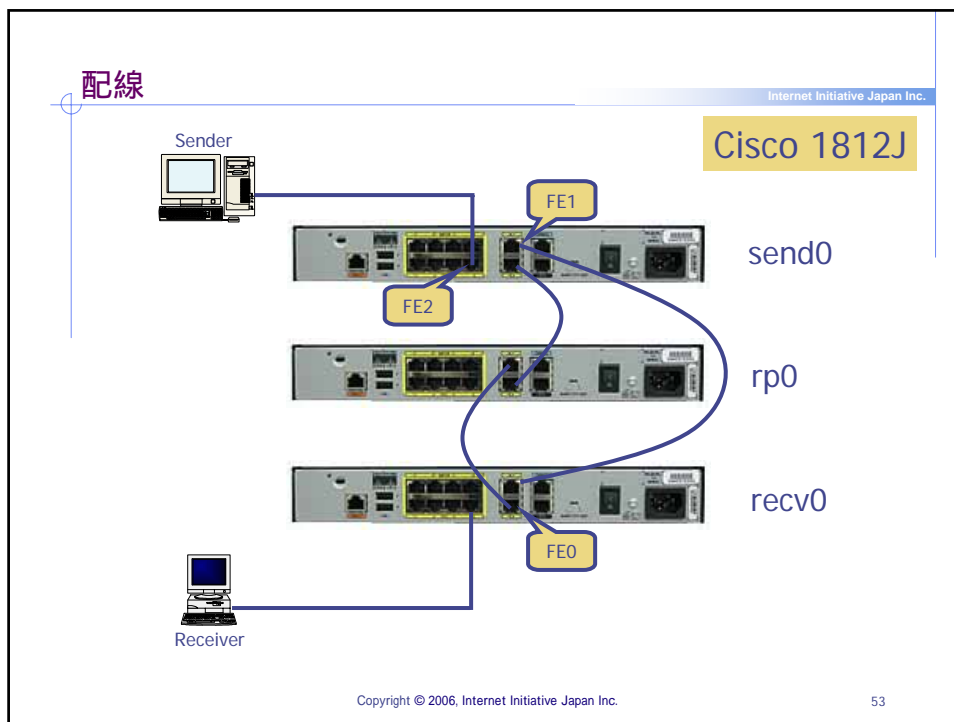 配線
Internet Initiative Japan Inc.
Cisco 1812J
Sender
FE1
send0
FE2
rp0
recv0
FE0
Receiver
Copyright © 2006, Internet Initiative Japan Inc.
53